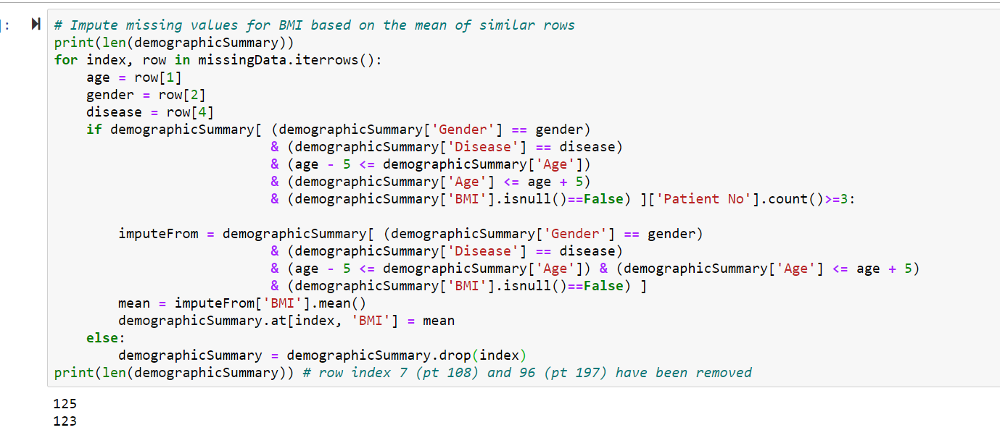 ]:
# Impute missing values for BMI based on the mean of similar rows
print(len(demographicSummary))
for index, row in missingData.iterrows():
    age = row[1]
    gender = row[2]
    disease = row[4]
    if demographicSummary[ (demographicSummary['Gender'] == gender)
                           & (demographicSummary['Disease'] == disease)
                           & (age - 5 <= demographicSummary['Age'])
                           & (demographicSummary['Age'] <= age + 5)
                           & (demographicSummary['BMI'].isnull()==False) ]['Patient No'].count()>=3:
        imputeFrom = demographicSummary[ (demographicSummary['Gender'] == gender)
                           & (demographicSummary['Disease'] == disease)
                           & (age - 5 <= demographicSummary['Age']) & (demographicSummary['Age'] <= age + 5)
                           & (demographicSummary['BMI'].isnull()==False) ]
        mean = imputeFrom['BMI'].mean()
        demographicSummary.at[index, 'BMI'] = mean
    else:
        demographicSummary = demographicSummary.drop(index)
print(len(demographicSummary)) # row index 7 (pt 108) and 96 (pt 197) have been removed
125
123